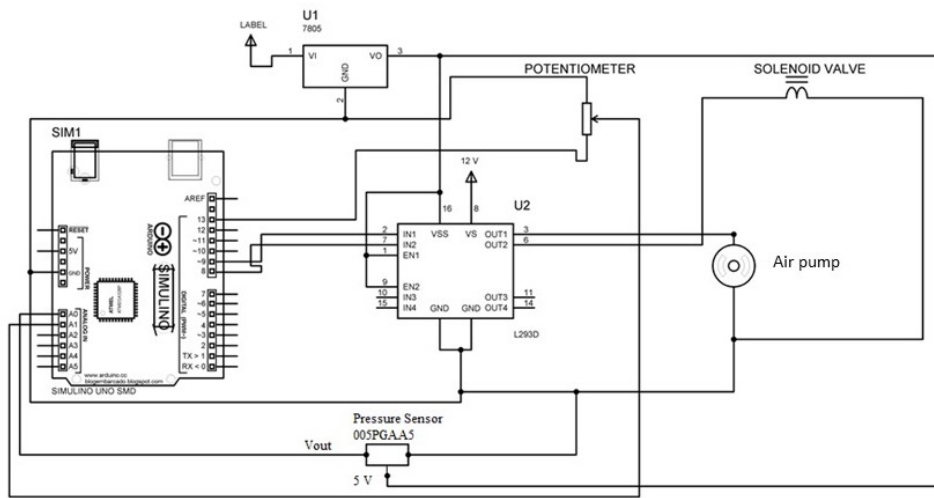 U1
7805
LABEL
1
VI
VO
3
GND
2
POTENTIOMETER
SOLENOID VALVE
SIM1
12 V
16
8
U2
AREF
13
12
~11
~10
~9
8
RESET
5V
GND
POWER
ARDUINO
SIMULINO
DIGITAL (PWM~)
7
~6
~5
4
~3
2
TX > 1
RX < 0
A0
A1
A2
A3
A4
A5
ANALOG IN
ATMEL
www.arduino.cc
blogembarcado.blogspot.com
SIMULINO UNO SMD
2
7
1
9
10
15
IN1
IN2
EN1
EN2
IN3
IN4
VSS
VS
OUT1
OUT2
OUT3
OUT4
GND
GND
3
6
11
14
L293D
Air pump
Pressure Sensor
005PGAA5
Vout
5 V